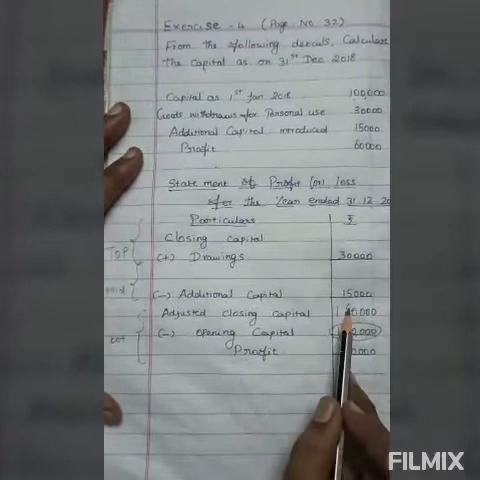 Exercise - 4 (Page No 32)
From the following details, Calculate
the Capital as on 31ST Dec 2018
Capital as 1ST Jan 2018. 100,000
Goods withdrawn for Personal use 30000
Additional Capital introduced 15000
Profit 60000
Statement of Profit (or) loss
for the Year ended 31 12 20
Particulars ₹
Closing Capital
TOP
(+) Drawings 30000
(-) Additional Capital 15000
Adjusted closing capital
(-) opening Capital
Profit
FILMIX